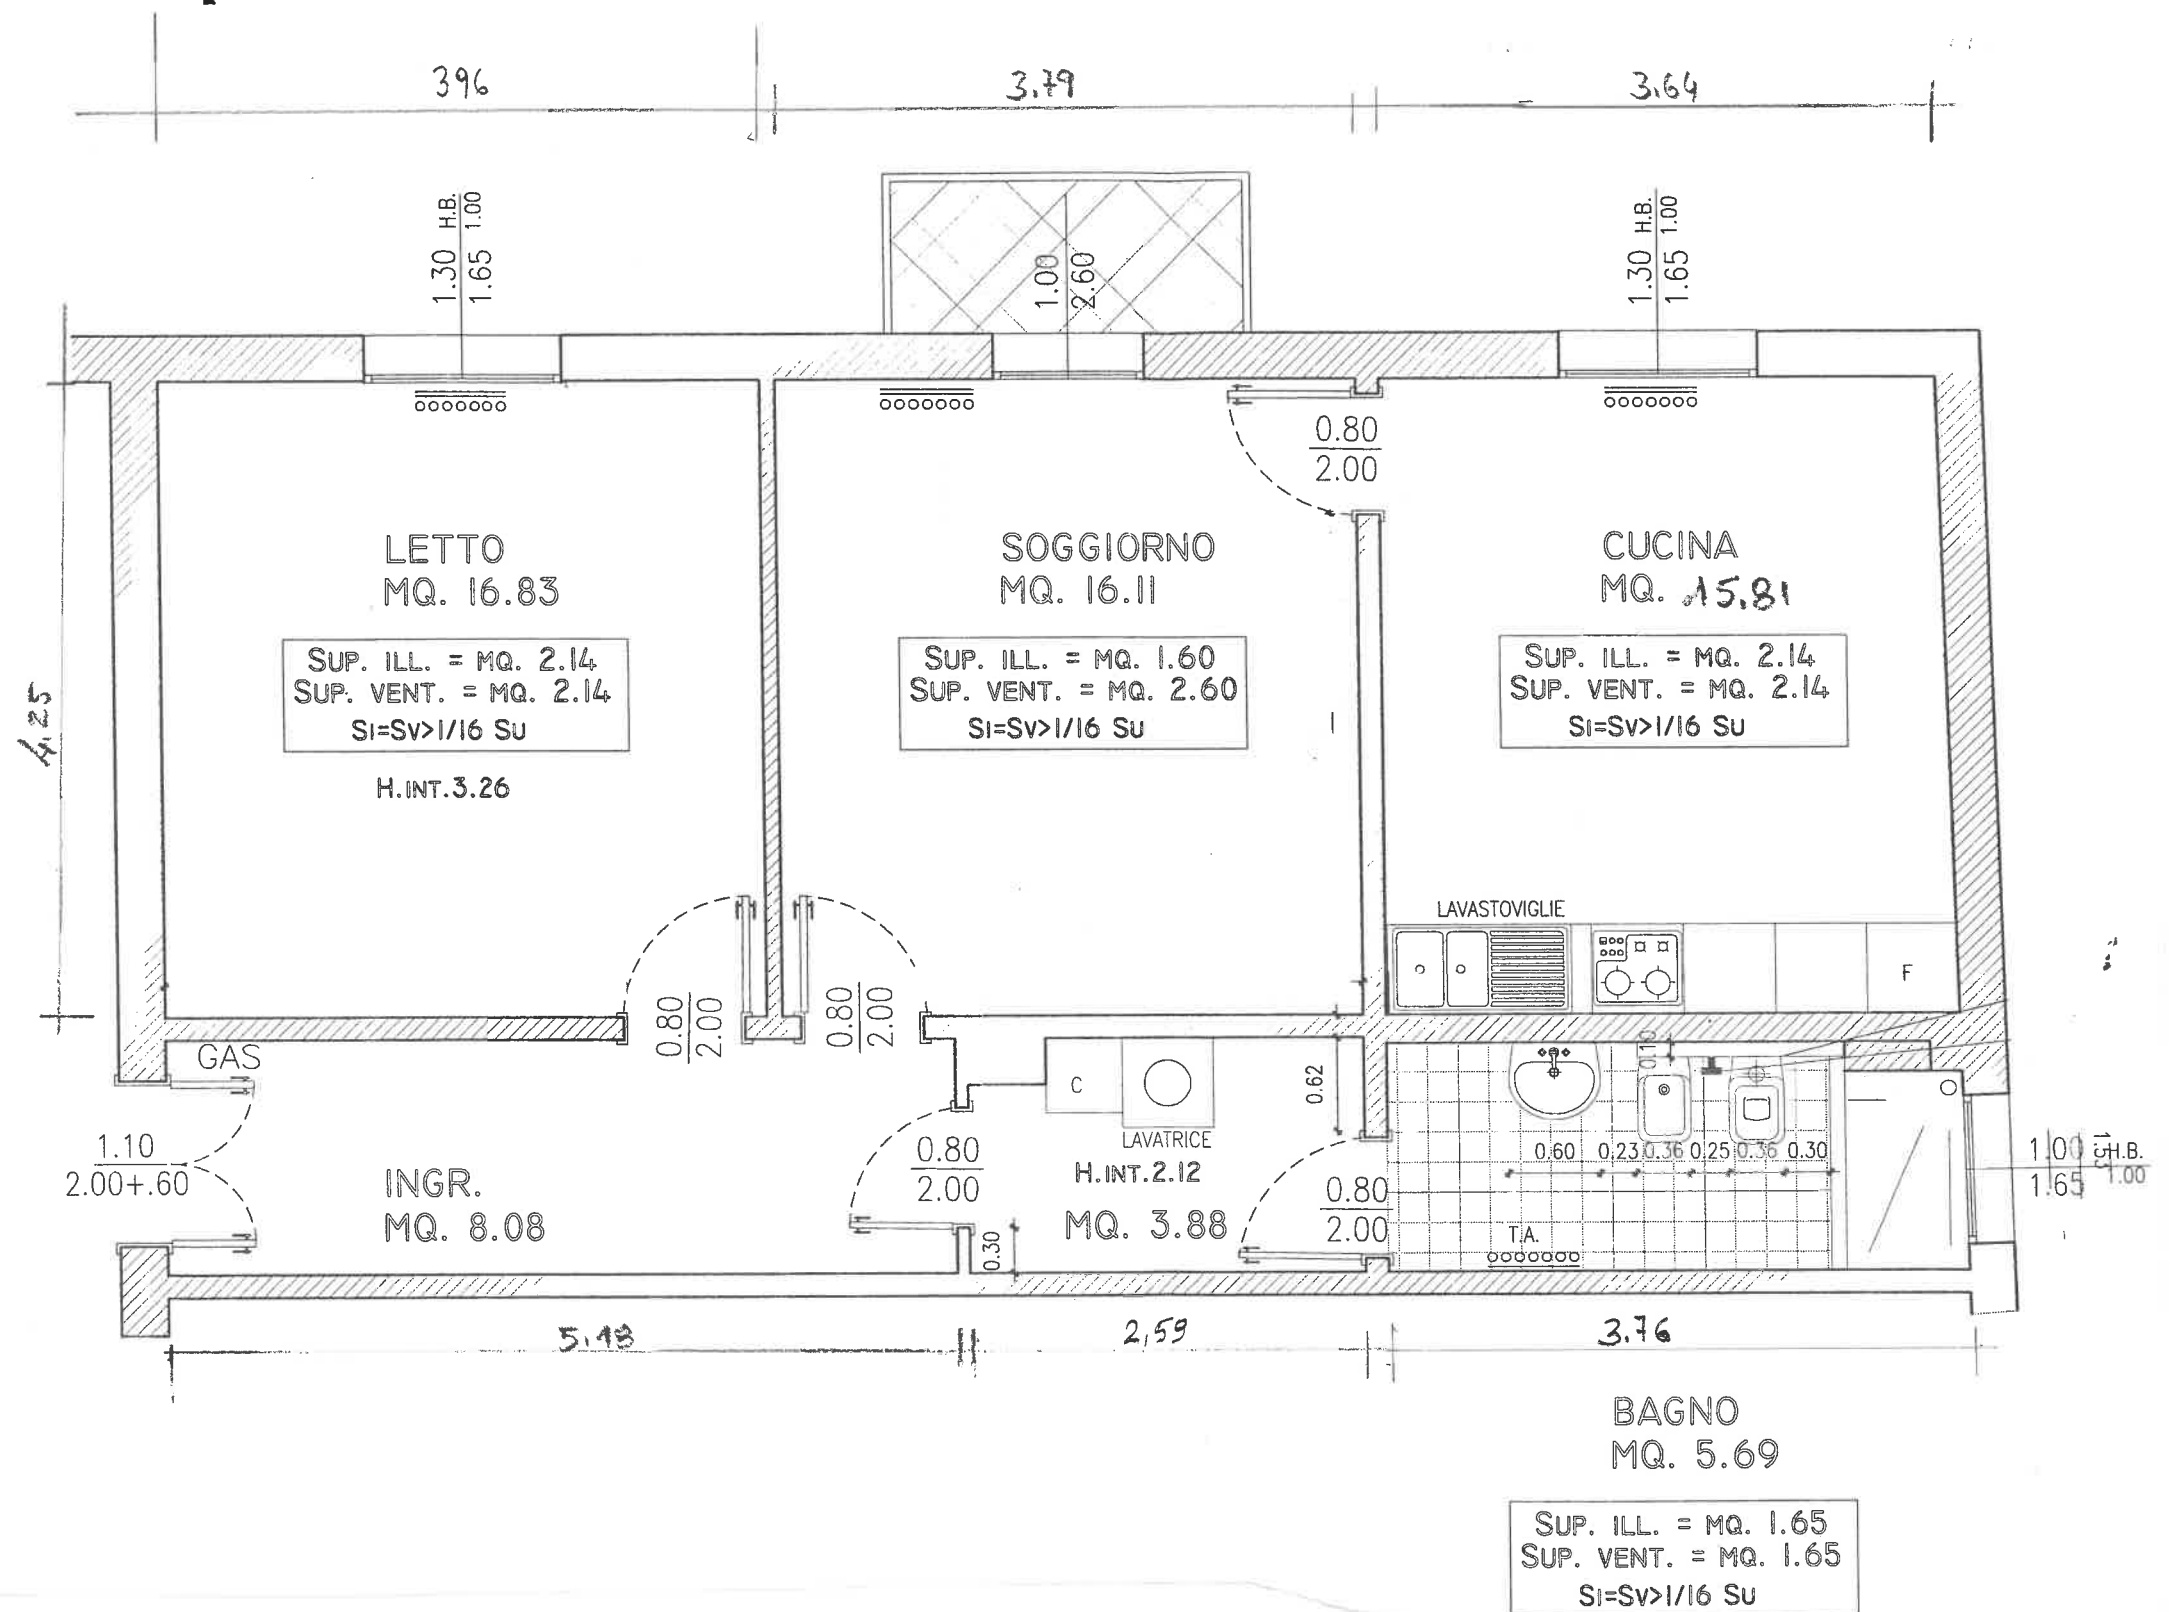 396
3.79
3.64
1.30 H.B.
1.65 1.00
1.00
2.60
1.30 H.B.
1.65 1.00
0.80
2.00
LETTO
MQ. 16.83
SUP. ILL. = MQ. 2.14
SUP. VENT. = MQ. 2.14
SI=SV>1/16 SU
H.INT.3.26
SOGGIORNO
MQ. 16.11
SUP. ILL. = MQ. 1.60
SUP. VENT. = MQ. 2.60
SI=SV>1/16 SU
CUCINA
MQ. 15.81
SUP. ILL. = MQ. 2.14
SUP. VENT. = MQ. 2.14
SI=SV>1/16 SU
4.25
LAVASTOVIGLIE
F
0.80
2.00
0.80
2.00
GAS
C
0.62
0.10
LAVATRICE
H.INT.2.12
MQ. 3.88
1.10
2.00+.60
INGR.
MQ. 8.08
0.80
2.00
0.30
0.80
2.00
0.60 0.23 0.36 0.25 0.36 0.30
T.A.
1.00 H.B.
1.65 1.00
5.18
2,59
3.76
BAGNO
MQ. 5.69
SUP. ILL. = MQ. 1.65
SUP. VENT. = MQ. 1.65
SI=SV>1/16 SU